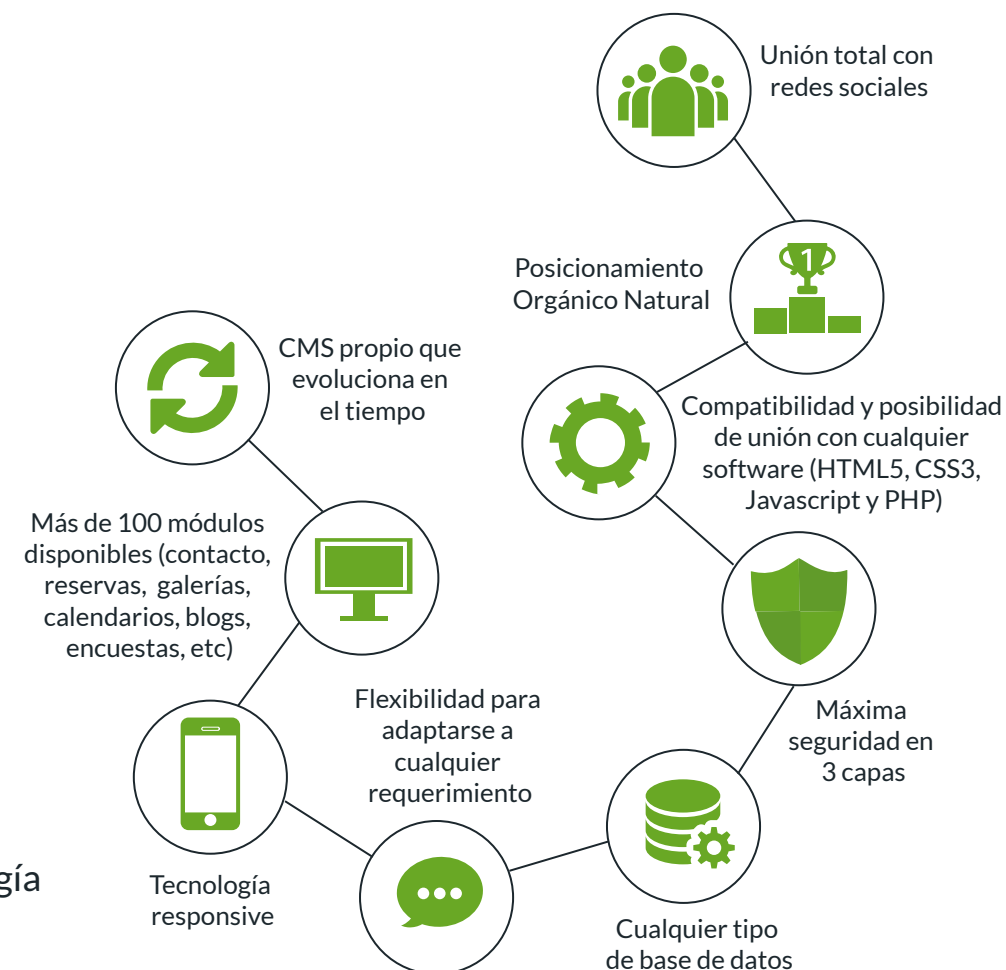 Unión total con
redes sociales
Posicionamiento
Orgánico Natural
1
CMS propio que
evoluciona en
el tiempo
Compatibilidad y posibilidad
de unión con cualquier
software (HTML5, CSS3,
Javascript y PHP)
Más de 100 módulos
disponibles (contacto,
reservas, galerías,
calendarios, blogs,
encuestas, etc)
Flexibilidad para
adaptarse a
cualquier
requerimiento
Máxima
seguridad en
3 capas
gía
Tecnología
responsive
Cualquier tipo
de base de datos